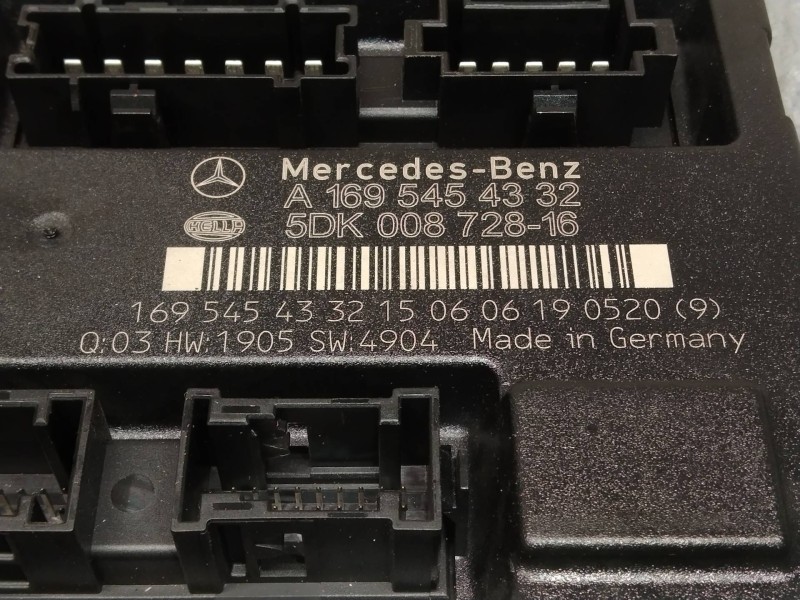 Mercedes-Benz
A 169 545 43 32
HELLA
5DK 008 728-16
169 545 43 32 15 06 06 19 0520 (9)
Q:03 HW:1905 SW:4904 Made in Germany